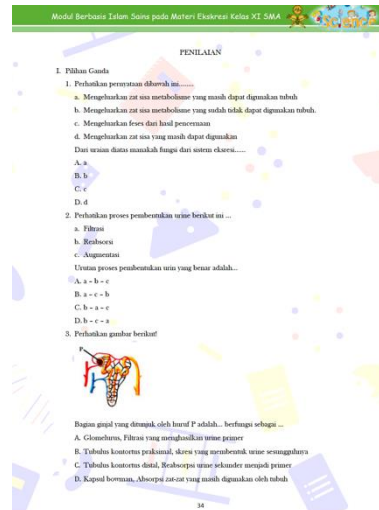 Modul Berbasis Islam Sains pada Materi Ekskresi Kelas XI SMA
Science
PENILAIAN
I. Pilihan Ganda
1. Perhatikan pernyataan dibawah ini........
a. Mengeluarkan zat sisa metabolisme yang masih dapat digunakan tubuh
b. Mengeluarkan zat sisa metabolisme yang sudah tidak dapat digunakan tubuh.
c. Mengeluarkan feses dari hasil pencernaan
d. Mengeluarkan zat sisa yang masih dapat digunakan
Dari uraian diatas manakah fungsi dari sistem eksresi......
A. a
B. b
C. c
D. d
2. Perhatikan proses pembentukan urine berikut ini ...
a. Filtrasi
b. Reabsorsi
c. Augmentasi
Urutan proses pembentukan urin yang benar adalah...
A. a – b – c
B. a – c – b
C. b – a – c
D. b – c – a
3. Perhatikan gambar berikut!
P
Bagian ginjal yang ditunjuk oleh huruf P adalah... berfungsi sebagai ...
A. Glomelurus, Filtrasi yang menghasilkan urine primer
B. Tubulus kontortus praksimal, skresi yang membentuk urine sesungguhnya
C. Tubulus kontortus distal, Reabsorpsi urine sekunder menjadi primer
D. Kapsul bowman, Absorpsi zat-zat yang masih digunakan oleh tubuh
34